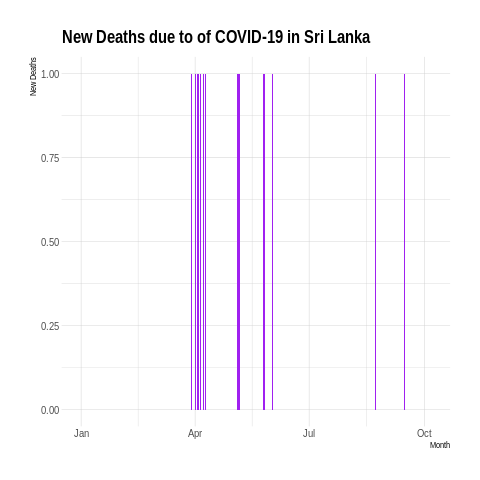 New Deaths due to of COVID-19 in Sri Lanka
New Deaths
1.00
0.75
0.50
0.25
0.00
Jan Apr Jul Oct
Month